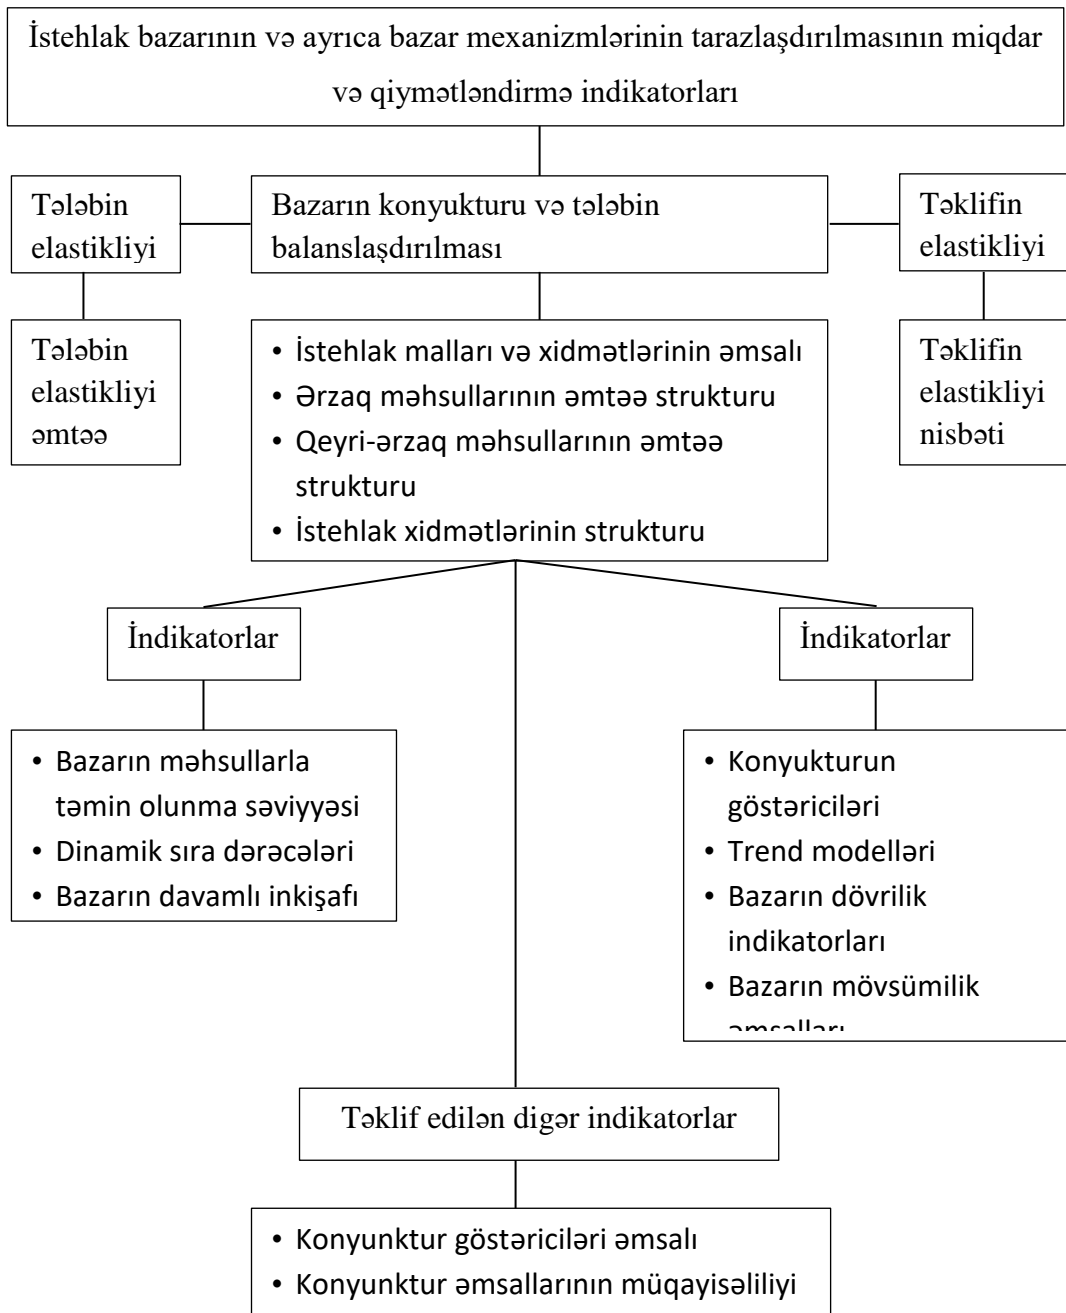 İstehlak bazarının və ayrıca bazar mexanizmlərinin tarazlaşdırılmasının miqdar
və qiymətləndirmə indikatorları
Tələbin
elastikliyi
Bazarın konyukturu və tələbin
balanslaşdırılması
Təklifin
elastikliyi
Tələbin
elastikliyi
əmtəə
• İstehlak malları və xidmətlərinin əmsalı
• Ərzaq məhsullarının əmtəə strukturu
• Qeyri-ərzaq məhsullarının əmtəə
strukturu
• İstehlak xidmətlərinin strukturu
Təklifin
elastikliyi
nisbəti
İndikatorlar
İndikatorlar
• Bazarın məhsullarla
təmin olunma səviyyəsi
• Dinamik sıra dərəcələri
• Bazarın davamlı inkişafı
• Konyukturun
göstəriciləri
• Trend modelləri
• Bazarın dövrilik
indikatorları
• Bazarın mövsümilik
əmsalları
Təklif edilən digər indikatorlar
• Konyunktur göstəriciləri əmsalı
• Konyunktur əmsallarının müqayisəliliyi